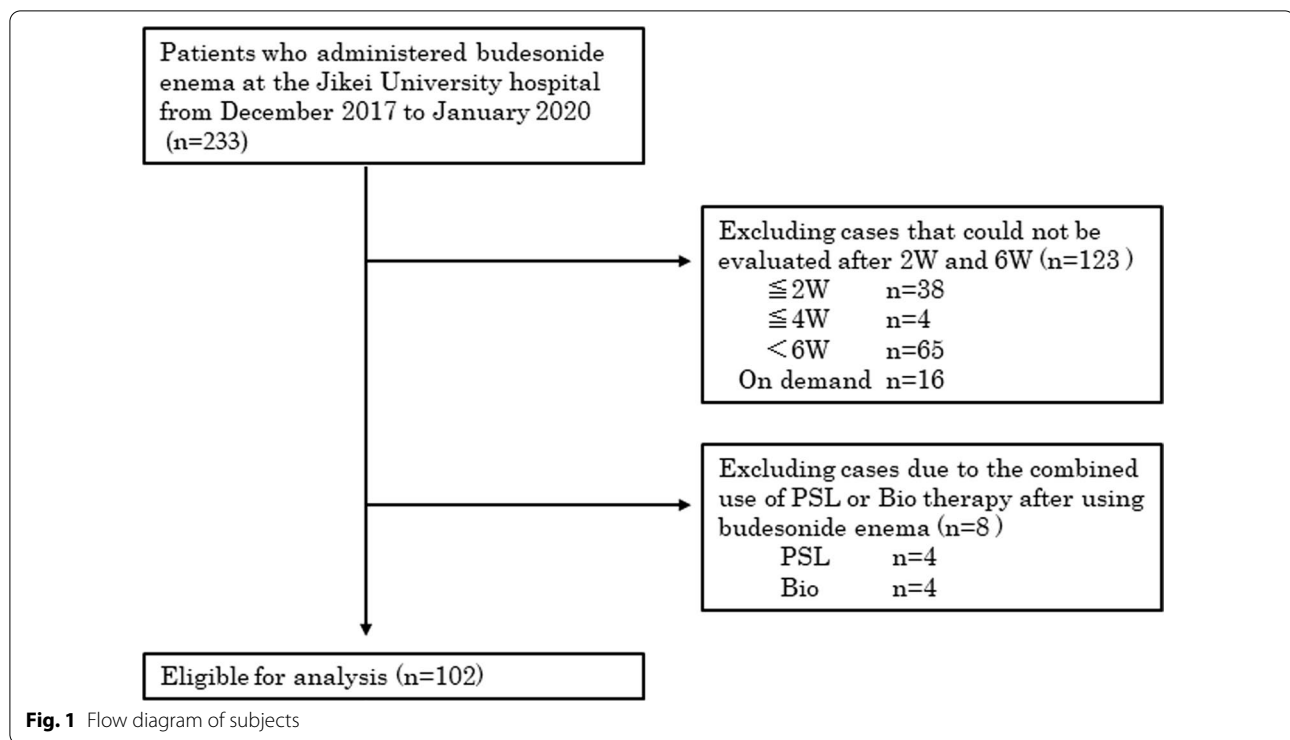 Patients who administered budesonide
enema at the Jikei University hospital
from December 2017 to January 2020
(n=233)
Excluding cases that could not be
evaluated after 2W and 6W (n=123 )
≦2W n=38
≦4W n=4
＜6W n=65
On demand n=16
Excluding cases due to the combined
use of PSL or Bio therapy after using
budesonide enema (n=8 )
PSL n=4
Bio n=4
Eligible for analysis (n=102)
Fig. 1 Flow diagram of subjects